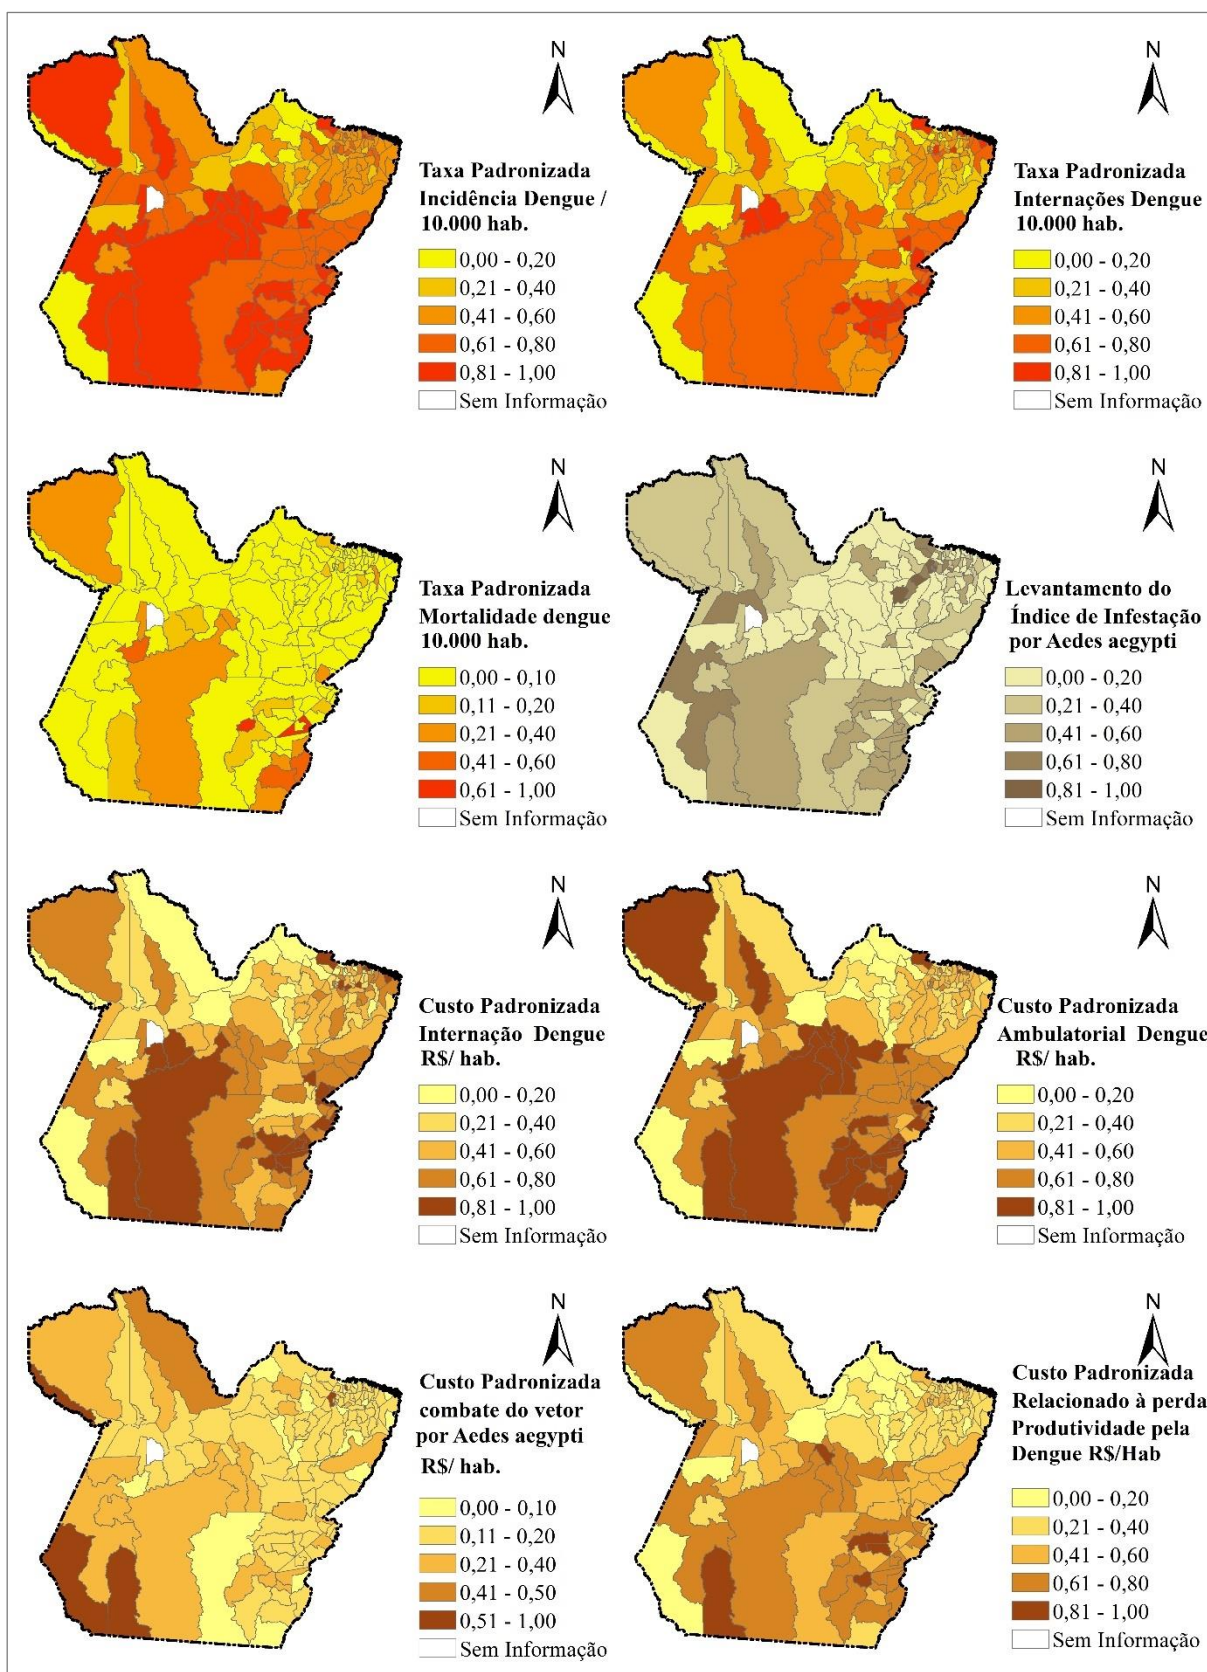 N
Taxa Padronizada
Incidência Dengue /
10.000 hab.
0,00 - 0,20
0,21 - 0,40
0,41 - 0,60
0,61 - 0,80
0,81 - 1,00
Sem Informação
N
Taxa Padronizada
Internações Dengue
10.000 hab.
0,00 - 0,20
0,21 - 0,40
0,41 - 0,60
0,61 - 0,80
0,81 - 1,00
Sem Informação
N
Taxa Padronizada
Mortalidade dengue
10.000 hab.
0,00 - 0,10
0,11 - 0,20
0,21 - 0,40
0,41 - 0,60
0,61 - 1,00
Sem Informação
N
Levantamento do
Índice de Infestação
por Aedes aegypti
0,00 - 0,20
0,21 - 0,40
0,41 - 0,60
0,61 - 0,80
0,81 - 1,00
Sem Informação
N
Custo Padronizada
Internação Dengue
R$/ hab.
0,00 - 0,20
0,21 - 0,40
0,41 - 0,60
0,61 - 0,80
0,81 - 1,00
Sem Informação
N
Custo Padronizada
Ambulatorial Dengue
R$/ hab.
0,00 - 0,20
0,21 - 0,40
0,41 - 0,60
0,61 - 0,80
0,81 - 1,00
Sem Informação
N
Custo Padronizada
combate do vetor
por Aedes aegypti
R$/ hab.
0,00 - 0,10
0,11 - 0,20
0,21 - 0,40
0,41 - 0,50
0,51 - 1,00
Sem Informação
N
Custo Padronizada
Relacionado à perda
Produtividade pela
Dengue R$/Hab
0,00 - 0,20
0,21 - 0,40
0,41 - 0,60
0,61 - 0,80
0,81 - 1,00
Sem Informação